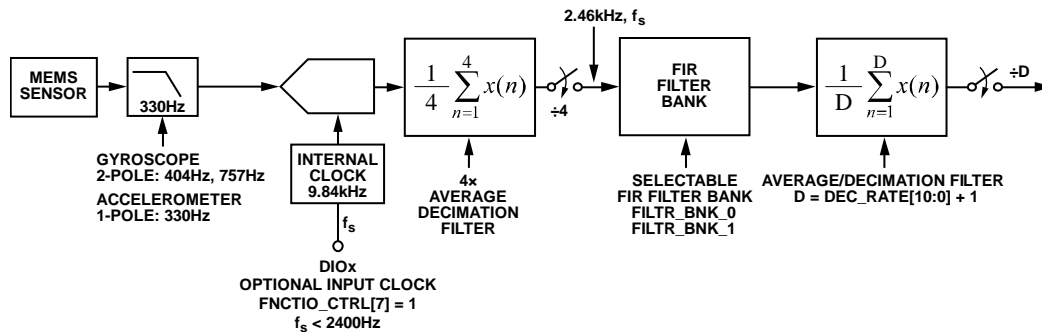 2.46kHz, fs
MEMS
SENSOR
330Hz
1
4
4
∑
n=1
x(n)
÷4
FIR
FILTER
BANK
1
D
D
∑
n=1
x(n)
÷D
GYROSCOPE
2-POLE: 404Hz, 757Hz
ACCELEROMETER
1-POLE: 330Hz
INTERNAL
CLOCK
9.84kHz
fs
DIOx
OPTIONAL INPUT CLOCK
FNCTIO_CTRL[7] = 1
fs < 2400Hz
4×
AVERAGE
DECIMATION
FILTER
SELECTABLE
FIR FILTER BANK
FILTR_BNK_0
FILTR_BNK_1
AVERAGE/DECIMATION FILTER
D = DEC_RATE[10:0] + 1